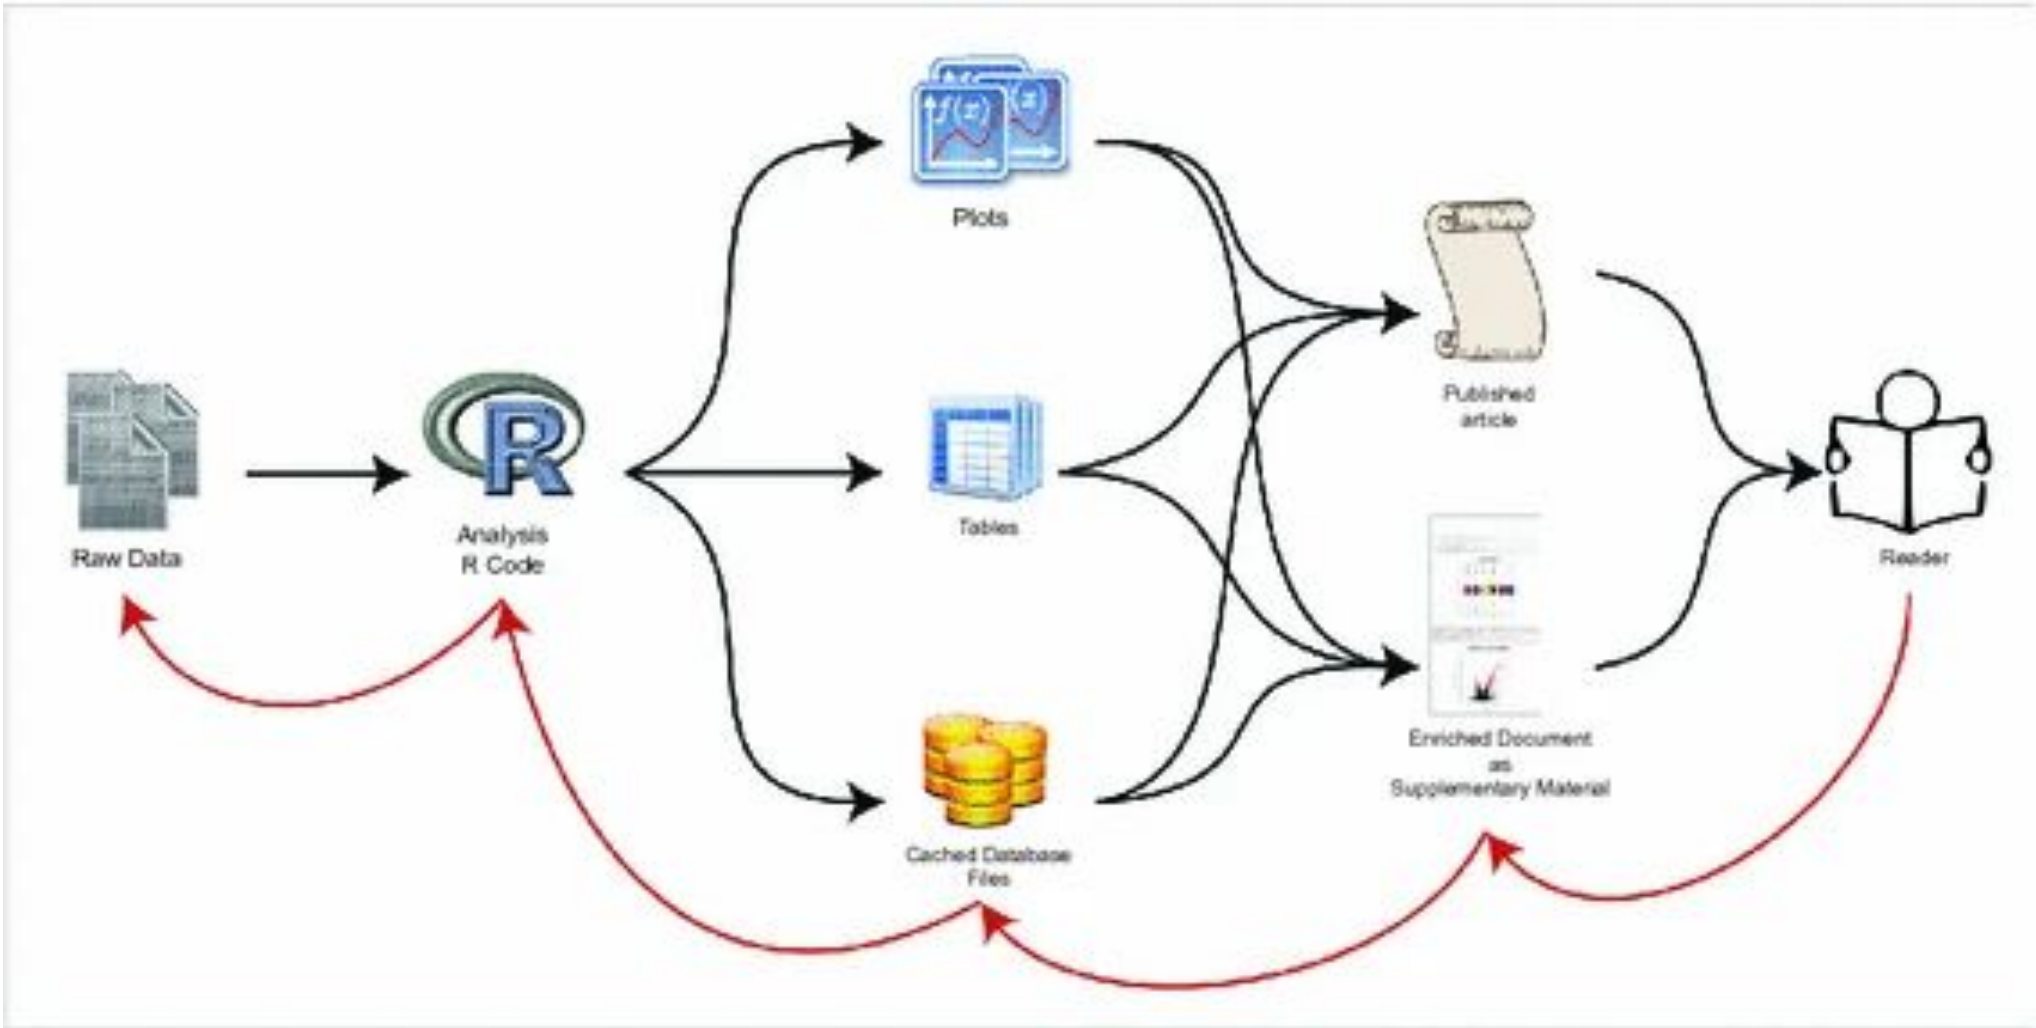 f(x)
(x)
Plots
Published
article
R
Raw Data
Analysis
R Code
Tables
Reader
Enriched Document
as
Supplementary Material
Cached Database
Files